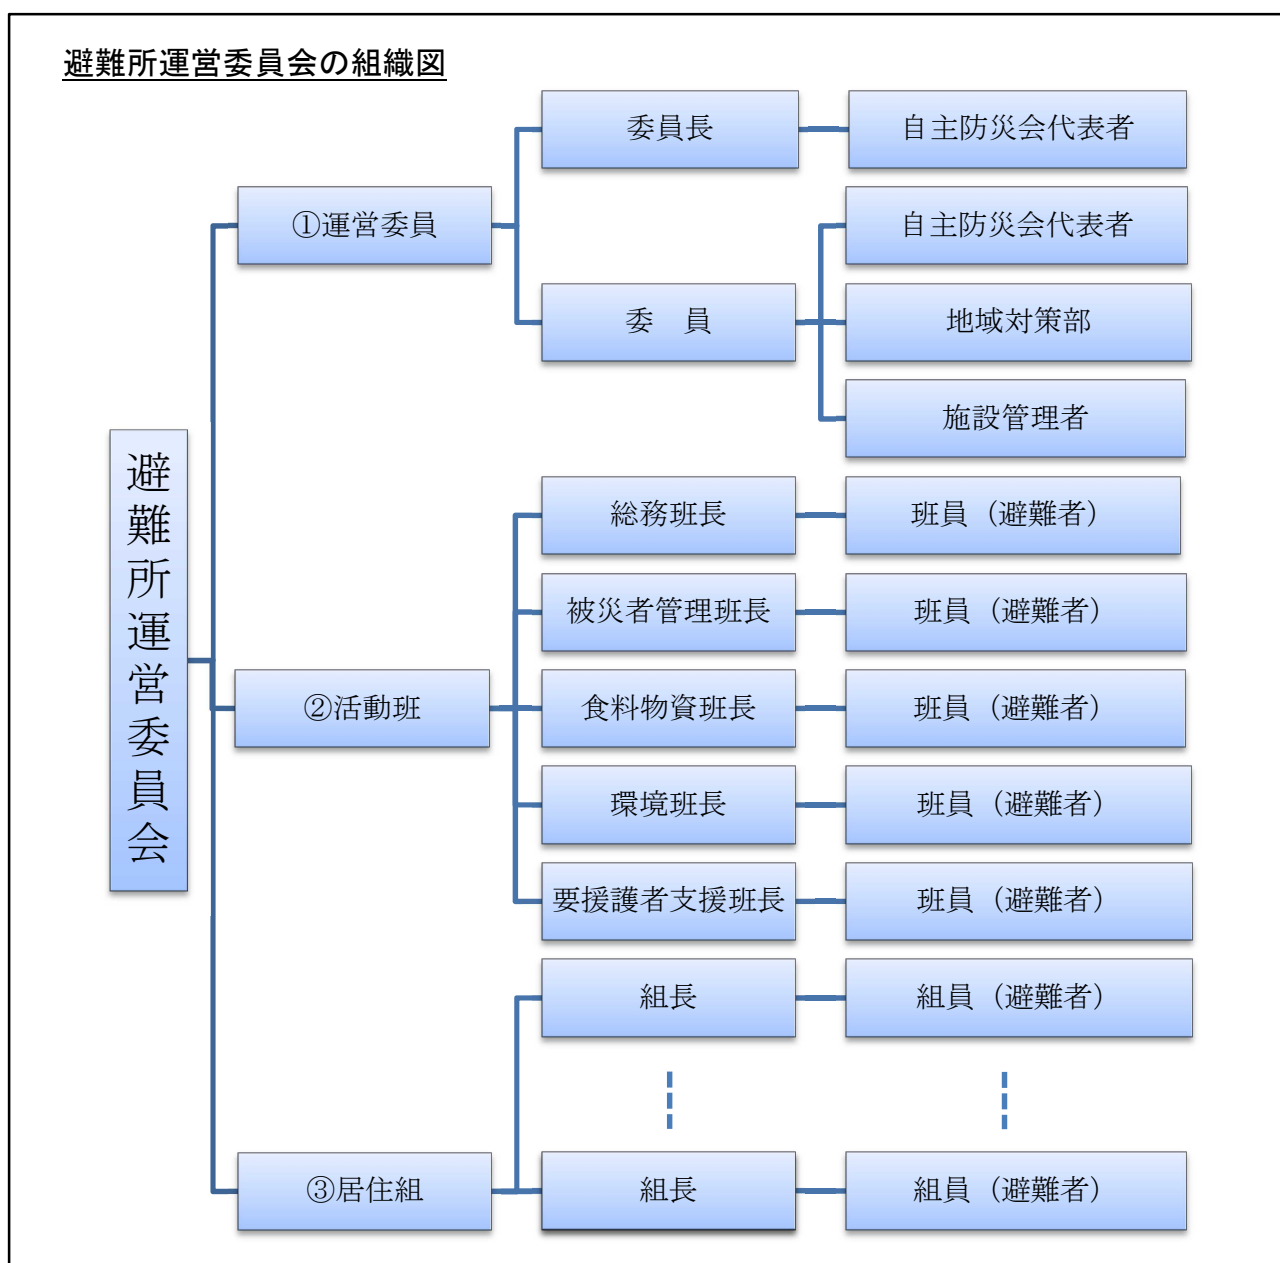 避難所運営委員会の組織図
避難所運営委員会
①運営委員
委員長
自主防災会代表者
委　員
自主防災会代表者
地域対策部
施設管理者
②活動班
総務班長
班員（避難者）
被災者管理班長
班員（避難者）
食料物資班長
班員（避難者）
環境班長
班員（避難者）
要援護者支援班長
班員（避難者）
③居住組
組長
組員（避難者）
組長
組員（避難者）